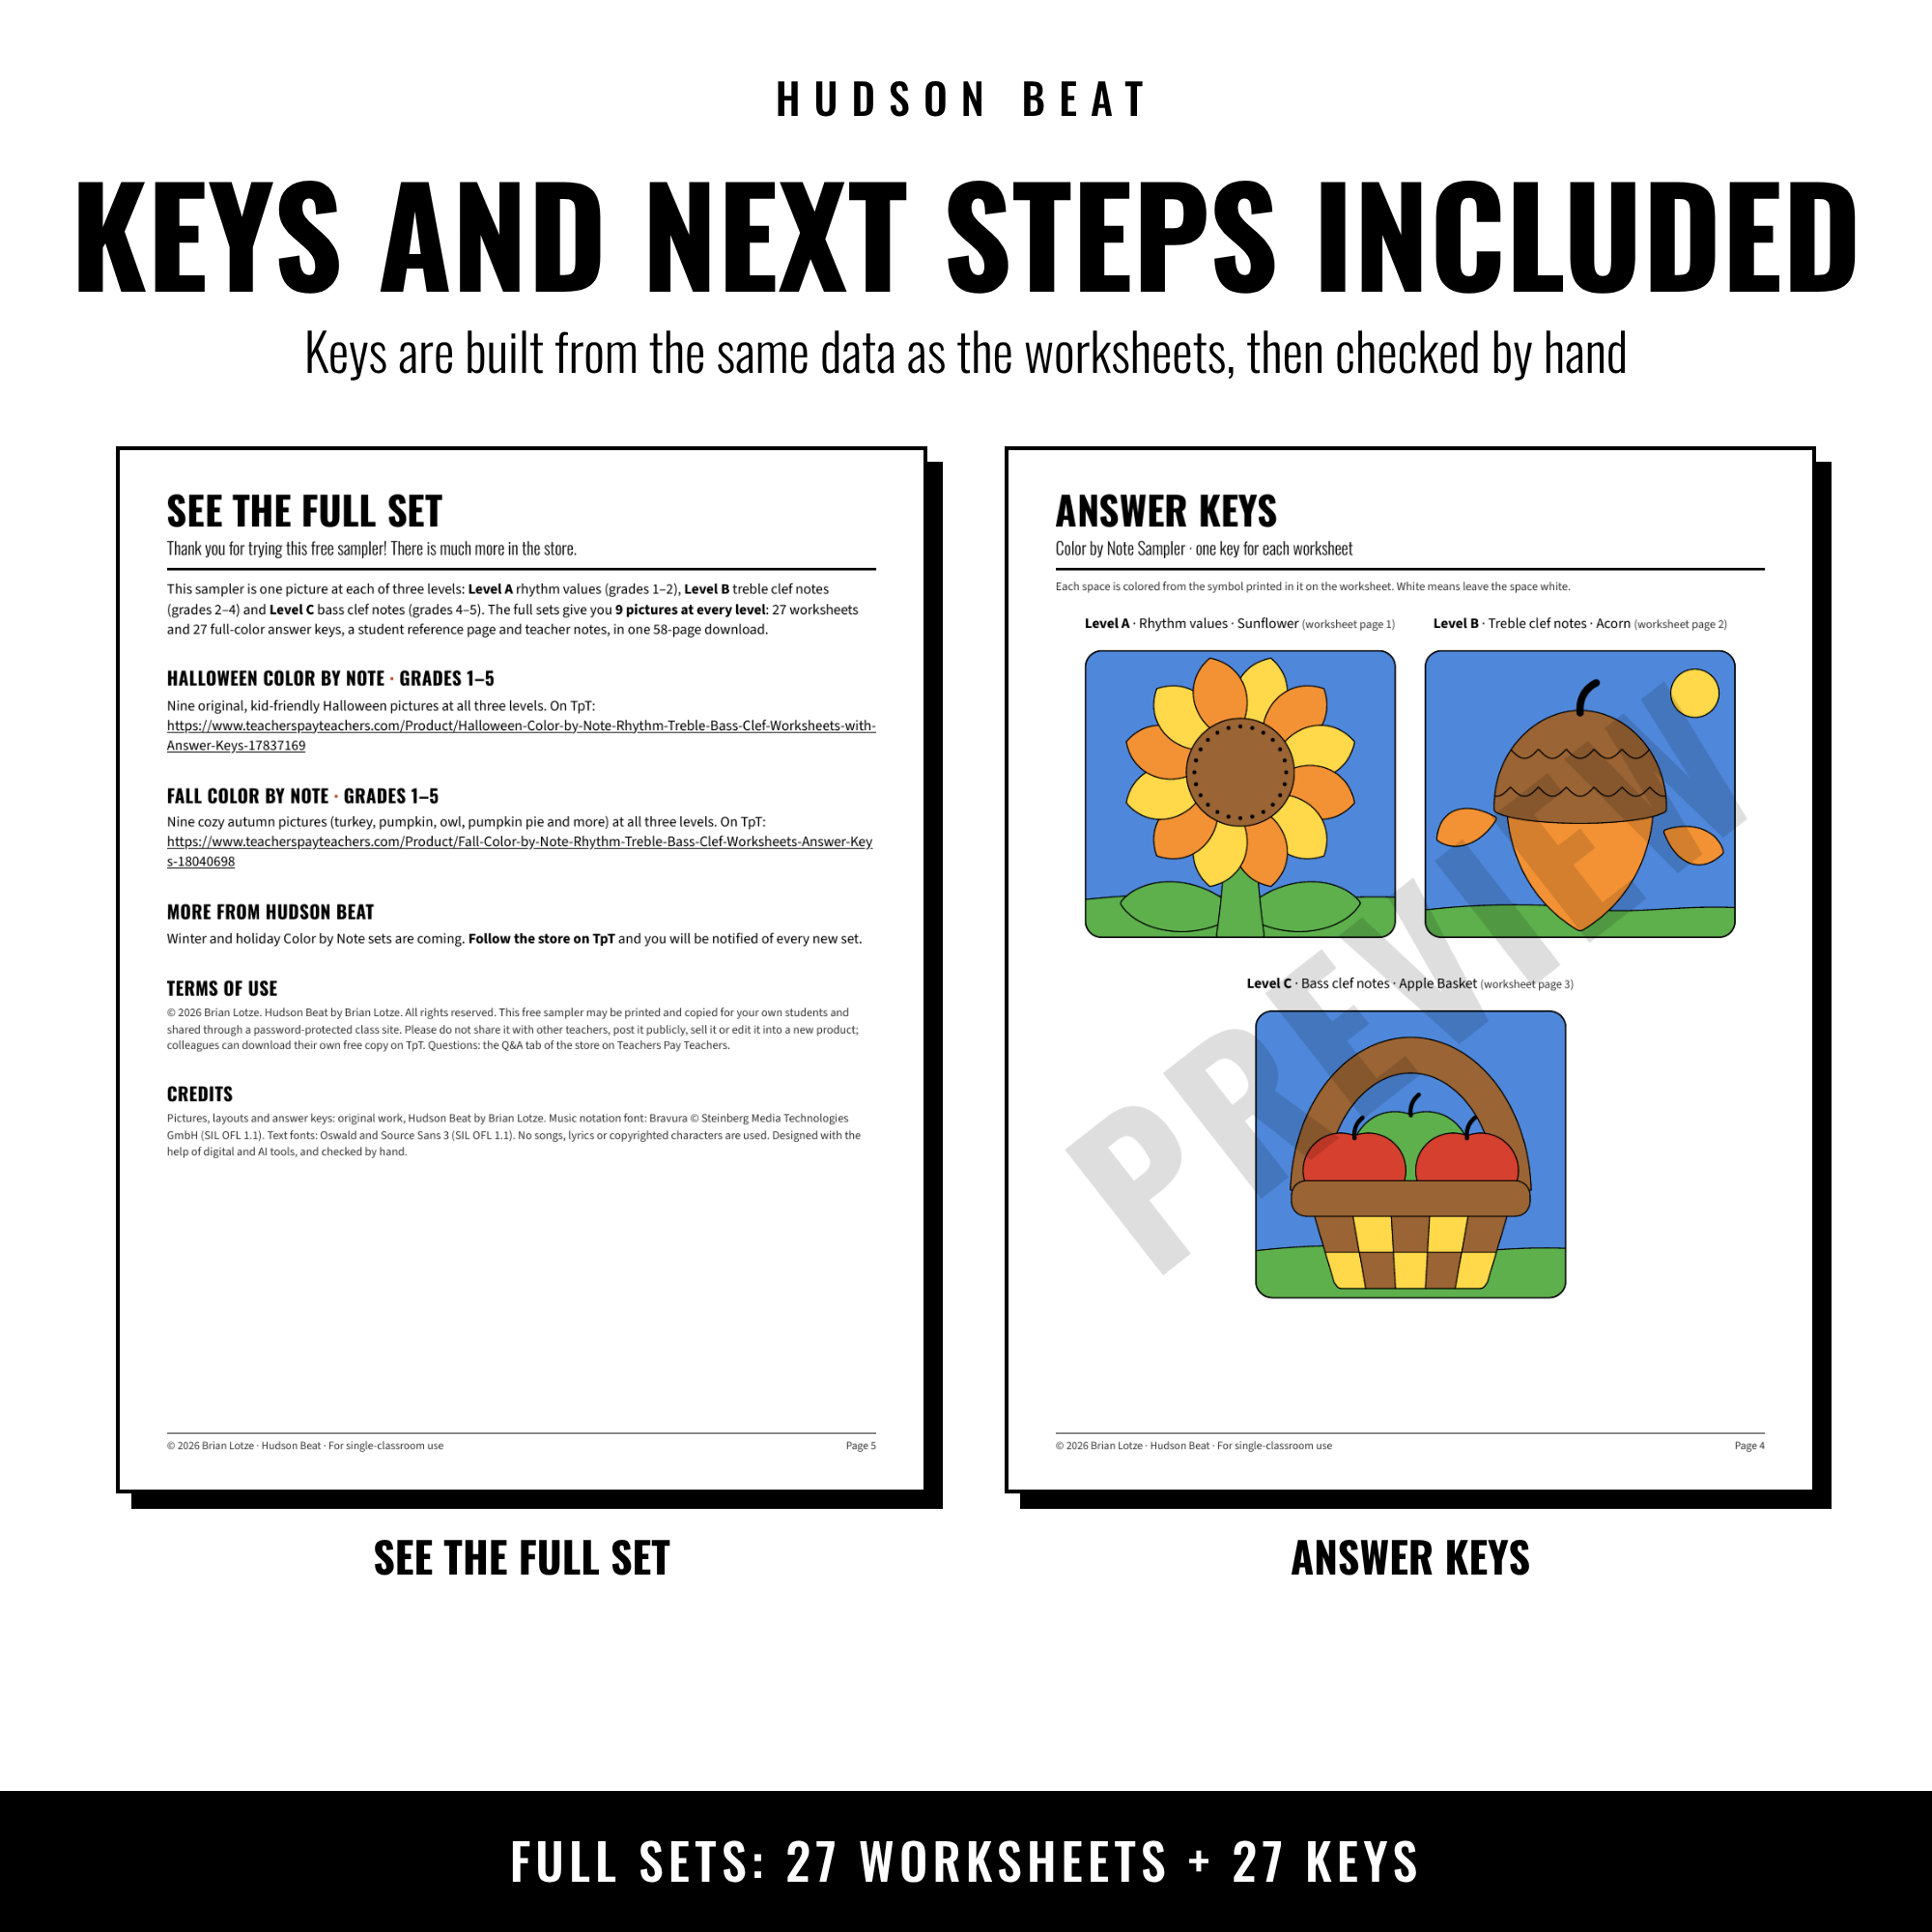 HUDSON BEAT
KEYS AND NEXT STEPS INCLUDED
Keys are built from the same data as the worksheets, then checked by hand
SEE THE FULL SET
Thank you for trying this free sampler! There is much more in the store.
This sampler is one picture at each of three levels: Level A rhythm values (grades 1–2), Level B treble clef notes
(grades 2–4) and Level C bass clef notes (grades 4–5). The full sets give you 9 pictures at every level: 27 worksheets
and 27 full-color answer keys, a student reference page and teacher notes, in one 58-page download.
HALLOWEEN COLOR BY NOTE · GRADES 1–5
Nine original, kid-friendly Halloween pictures at all three levels. On TpT:
https://www.teacherspayteachers.com/Product/Halloween-Color-by-Note-Rhythm-Treble-Bass-Clef-Worksheets-with-
Answer-Keys-17837169
FALL COLOR BY NOTE · GRADES 1–5
Nine cozy autumn pictures (turkey, pumpkin, owl, pumpkin pie and more) at all three levels. On TpT:
https://www.teacherspayteachers.com/Product/Fall-Color-by-Note-Rhythm-Treble-Bass-Clef-Worksheets-Answer-Key
s-18040698
MORE FROM HUDSON BEAT
Winter and holiday Color by Note sets are coming. Follow the store on TpT and you will be notified of every new set.
TERMS OF USE
© 2026 Brian Lotze. Hudson Beat by Brian Lotze. All rights reserved. This free sampler may be printed and copied for your own students and
shared through a password-protected class site. Please do not share it with other teachers, post it publicly, sell it or edit it into a new product;
colleagues can download their own free copy on TpT. Questions: the Q&A tab of the store on Teachers Pay Teachers.
CREDITS
Pictures, layouts and answer keys: original work, Hudson Beat by Brian Lotze. Music notation font: Bravura © Steinberg Media Technologies
GmbH (SIL OFL 1.1). Text fonts: Oswald and Source Sans 3 (SIL OFL 1.1). No songs, lyrics or copyrighted characters are used. Designed with the
help of digital and AI tools, and checked by hand.
© 2026 Brian Lotze · Hudson Beat · For single-classroom use
Page 5
SEE THE FULL SET
ANSWER KEYS
Color by Note Sampler · one key for each worksheet
Each space is colored from the symbol printed in it on the worksheet. White means leave the space white.
Level A · Rhythm values · Sunflower (worksheet page 1)
Level B · Treble clef notes · Acorn (worksheet page 2)
Level C · Bass clef notes · Apple Basket (worksheet page 3)
PREVIEW
© 2026 Brian Lotze · Hudson Beat · For single-classroom use
Page 4
ANSWER KEYS
FULL SETS: 27 WORKSHEETS + 27 KEYS